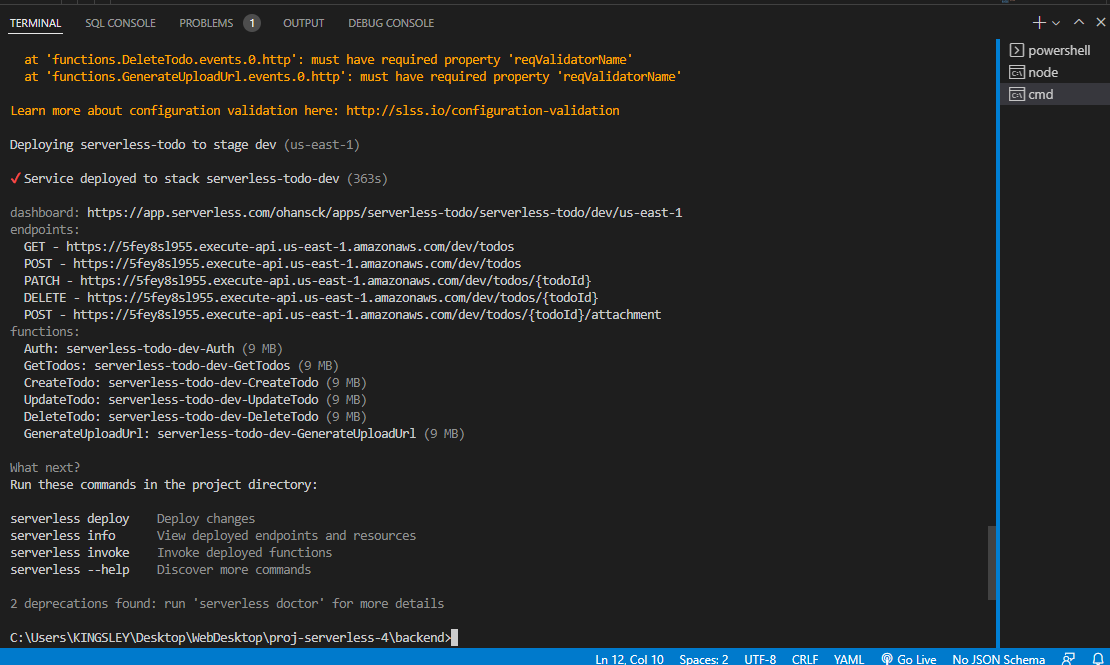 TERMINAL SQL CONSOLE PROBLEMS 1 OUTPUT DEBUG CONSOLE
powershell
node
cmd
at 'functions.DeleteTodo.events.0.http': must have required property 'reqValidatorName'
at 'functions.GenerateUploadUrl.events.0.http': must have required property 'reqValidatorName'
Learn more about configuration validation here: http://slss.io/configuration-validation
Deploying serverless-todo to stage dev (us-east-1)
✓Service deployed to stack serverless-todo-dev (363s)
dashboard: https://app.serverless.com/ohansck/apps/serverless-todo/serverless-todo/dev/us-east-1
endpoints:
GET - https://5fey8sl955.execute-api.us-east-1.amazonaws.com/dev/todos
POST - https://5fey8sl955.execute-api.us-east-1.amazonaws.com/dev/todos
PATCH - https://5fey8sl955.execute-api.us-east-1.amazonaws.com/dev/todos/{todoId}
DELETE - https://5fey8sl955.execute-api.us-east-1.amazonaws.com/dev/todos/{todoId}
POST - https://5fey8sl955.execute-api.us-east-1.amazonaws.com/dev/todos/{todoId}/attachment
functions:
Auth: serverless-todo-dev-Auth (9 MB)
GetTodos: serverless-todo-dev-GetTodos (9 MB)
CreateTodo: serverless-todo-dev-CreateTodo (9 MB)
UpdateTodo: serverless-todo-dev-UpdateTodo (9 MB)
DeleteTodo: serverless-todo-dev-DeleteTodo (9 MB)
GenerateUploadUrl: serverless-todo-dev-GenerateUploadUrl (9 MB)
What next?
Run these commands in the project directory:
serverless deploy Deploy changes
serverless info View deployed endpoints and resources
serverless invoke Invoke deployed functions
serverless --help Discover more commands
2 deprecations found: run 'serverless doctor' for more details
C:\Users\KINGSLEY\Desktop\WebDesktop\proj-serverless-4\backend>
Ln 12, Col 10 Spaces: 2 UTF-8 CRLF YAML Go Live No JSON Schema